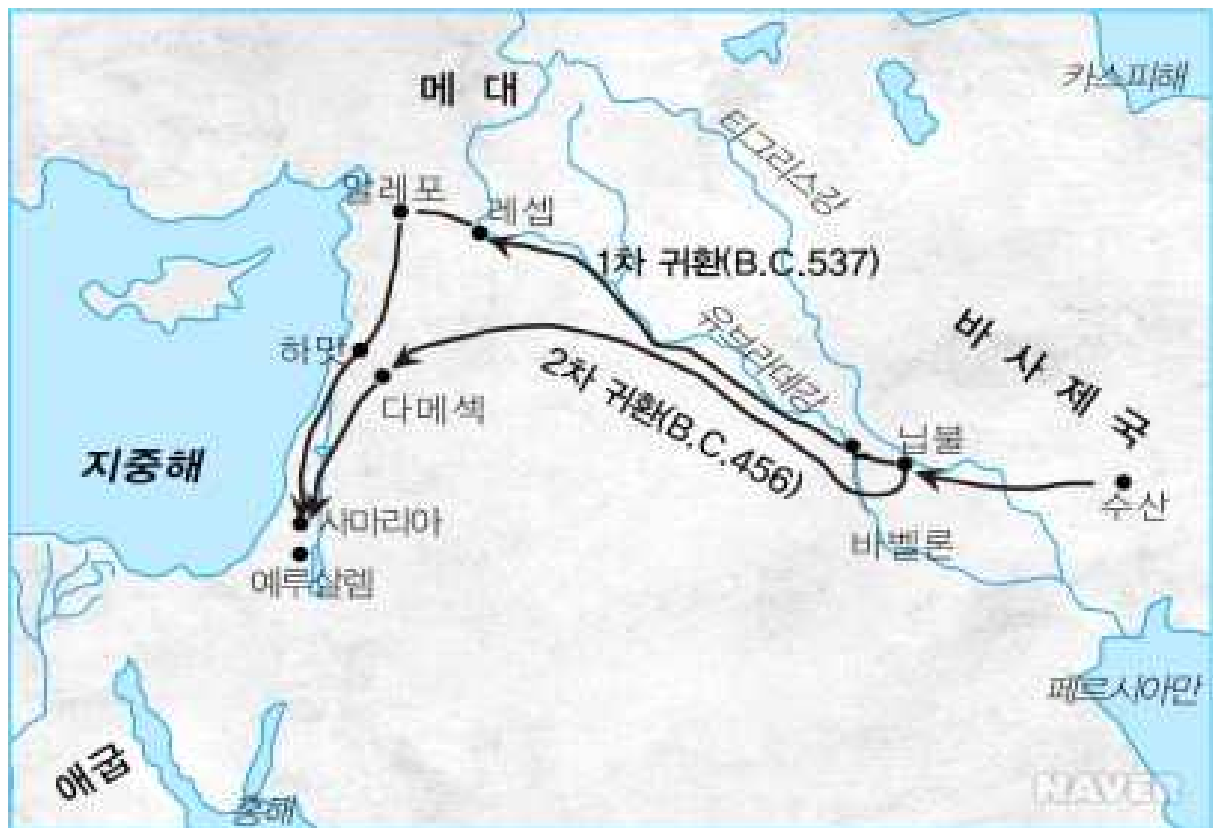 메 대
카스피해
티그리스강
알레포
레셉
1차 귀환(B.C.537)
유브라데강
바 사 제 국
하맛
2차 귀환(B.C.456)
다메섹
지중해
닙불
수산
사마리아
바벨론
예루살렘
페르시아만
애굽
홍해
NAVER